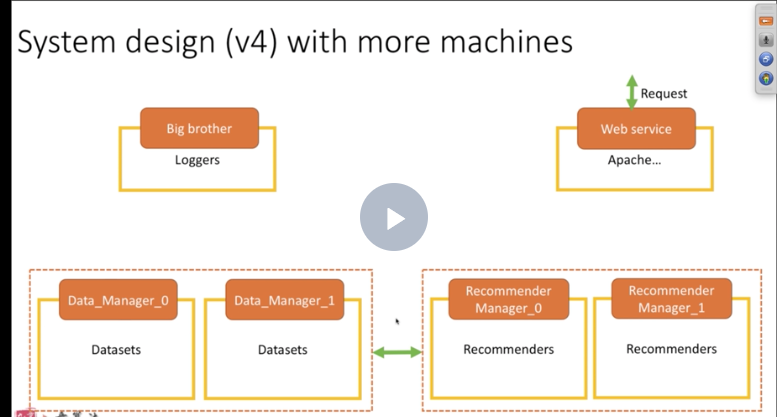 System design (v4) with more machines
Request
Big brother
Web service
Loggers
Apache...
Data_Manager_0
Data_Manager_1
Recommender
Manager_0
Recommender
Manager_1
Datasets
Datasets
Recommenders
Recommenders